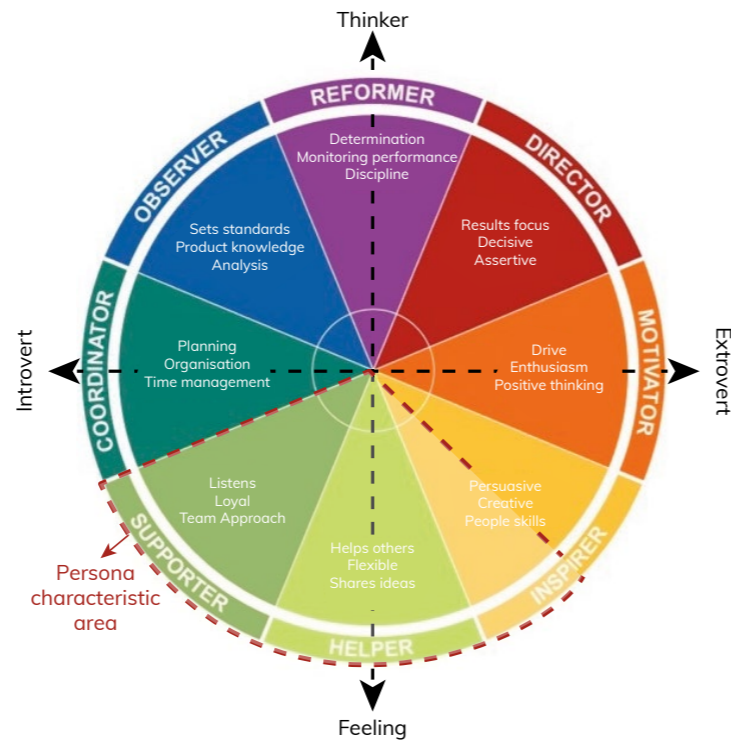 Thinker
REFORMER
Determination
Monitoring performance
Discipline
OBSERVER
DIRECTOR
Sets standards
Product knowledge
Analysis
Results focus
Decisive
Assertive
COORDINATOR
MOTIVATOR
Introvert
Extrovert
Planning
Organisation
Time management
Drive
Enthusiasm
Positive thinking
Listens
Loyal
Team Approach
Persuasive
Creative
People skills
Helps others
Flexible
Shares ideas
SUPPORTER
INSPIRER
HELPER
Persona
characteristic
area
Feeling